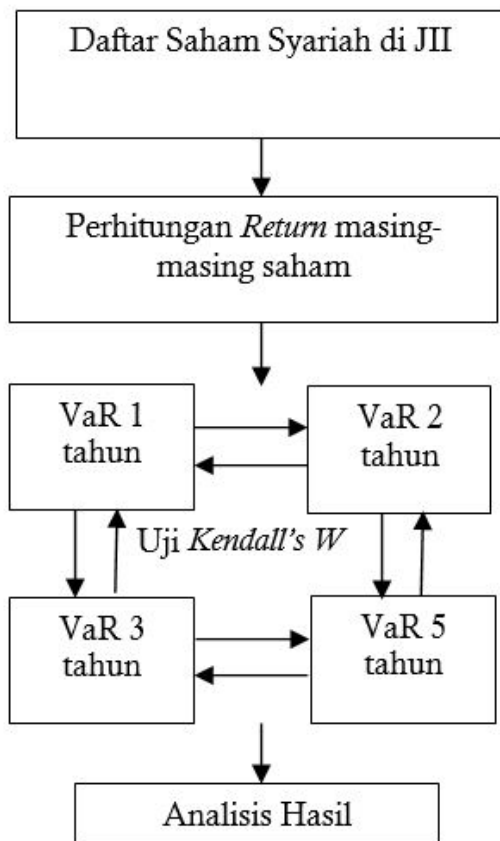 Daftar Saham Syariah di JII
Perhitungan Return masing-
masing saham
VaR 1
tahun
VaR 2
tahun
Uji Kendall's W
VaR 3
tahun
VaR 5
tahun
Analisis Hasil